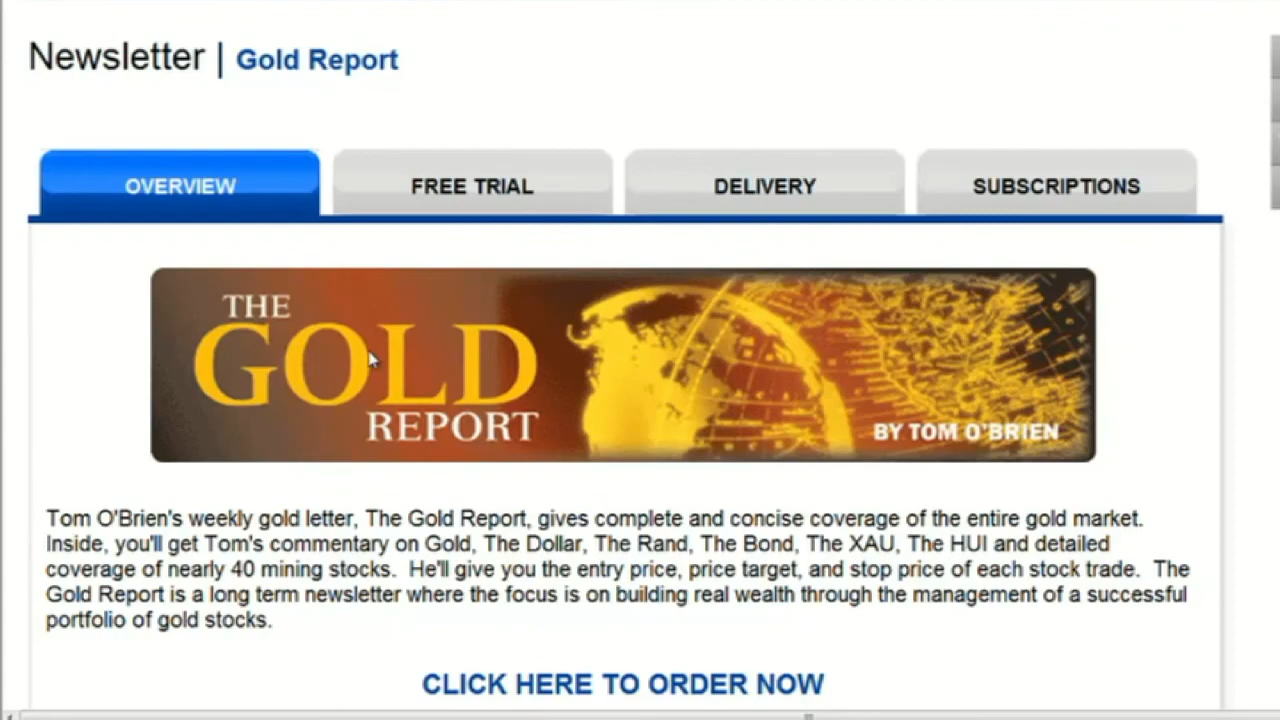 Newsletter | Gold Report
OVERVIEW FREE TRIAL DELIVERY SUBSCRIPTIONS
THE
GOLD
REPORT
BY TOM O'BRIEN
Tom O'Brien's weekly gold letter, The Gold Report, gives complete and concise coverage of the entire gold market.
Inside, you'll get Tom's commentary on Gold, The Dollar, The Rand, The Bond, The XAU, The HUI and detailed
coverage of nearly 40 mining stocks.  He'll give you the entry price, price target, and stop price of each stock trade.  The
Gold Report is a long term newsletter where the focus is on building real wealth through the management of a successful
portfolio of gold stocks.
CLICK HERE TO ORDER NOW